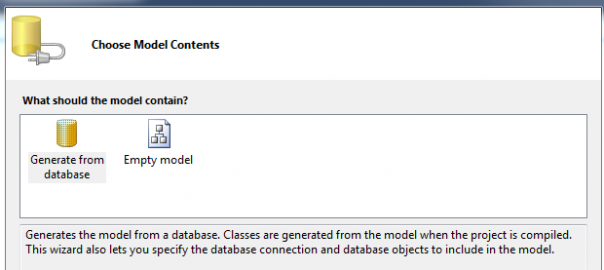 Choose Model Contents
What should the model contain?
Generate from
database
Empty model
Generates the model from a database. Classes are generated from the model when the project is compiled.
This wizard also lets you specify the database connection and database objects to include in the model.